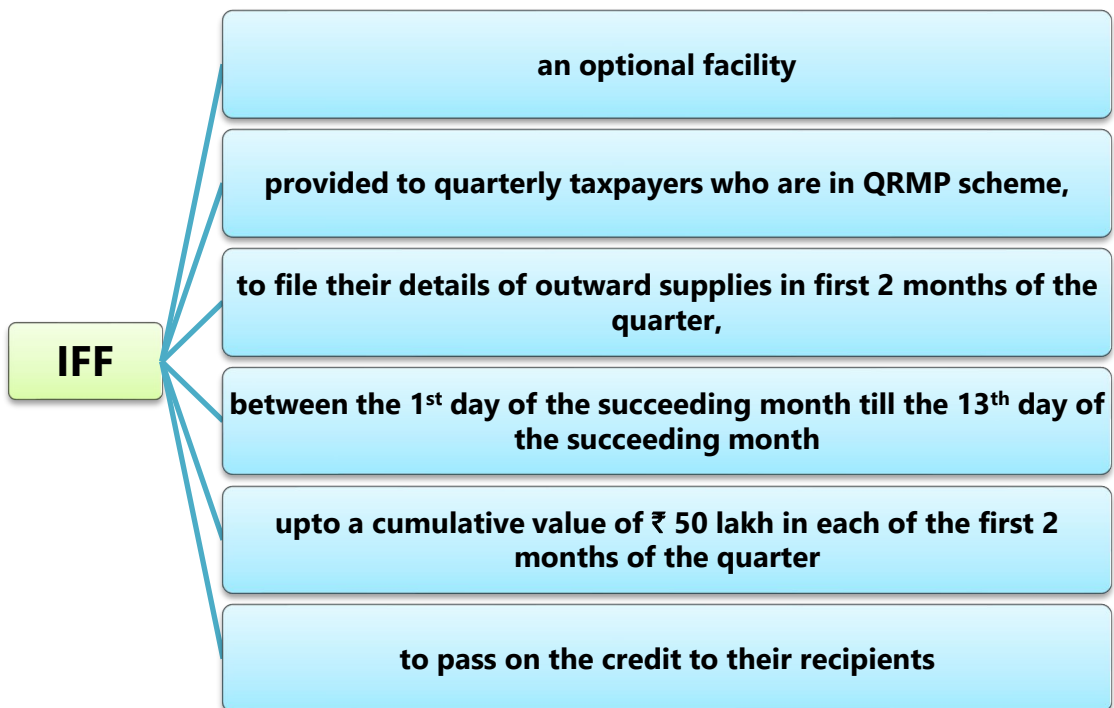 an optional facility
provided to quarterly taxpayers who are in QRMP scheme,
to file their details of outward supplies in first 2 months of the
quarter,
IFF
between the 1st day of the succeeding month till the 13th day of
the succeeding month
upto a cumulative value of ₹ 50 lakh in each of the first 2
months of the quarter
to pass on the credit to their recipients